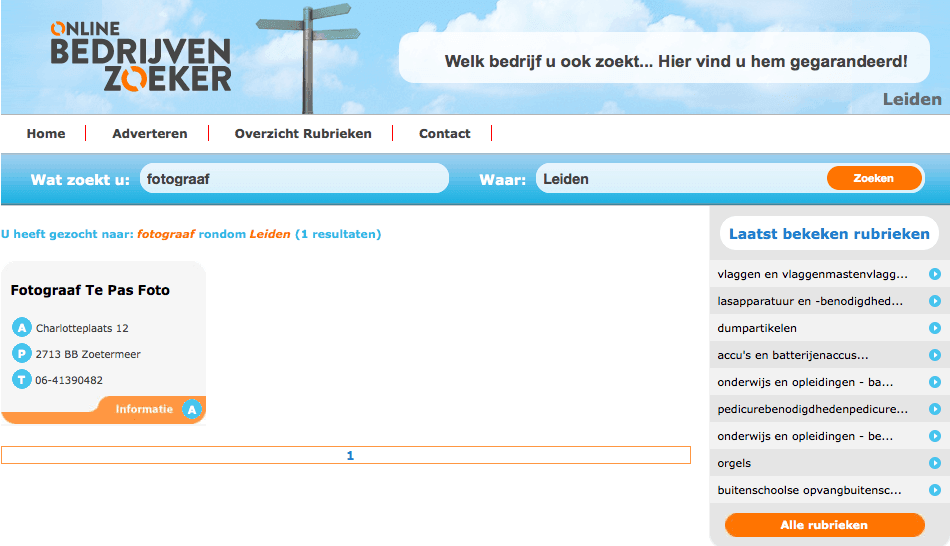 ONLINE
BEDRIJVEN
ZOEKER
Welk bedrijf u ook zoekt... Hier vind u hem gegarandeerd!
Leiden
Home Adverteren Overzicht Rubrieken Contact
Wat zoekt u: fotograaf Waar: Leiden Zoeken
U heeft gezocht naar: fotograaf rondom Leiden (1 resultaten)
Fotograaf Te Pas Foto
A Charlotteplaats 12
P 2713 BB Zoetermeer
T 06-41390482
Informatie A
1
Laatst bekeken rubrieken
vlaggen en vlaggenmastenvlagg...
lasapparatuur en -benodigdhed...
dumpartikelen
accu's en batterijenaccus...
onderwijs en opleidingen - ba...
pedicurebenodigdhedenpedicure...
onderwijs en opleidingen - be...
orgels
buitenschoolse opvangbuitensc...
Alle rubrieken